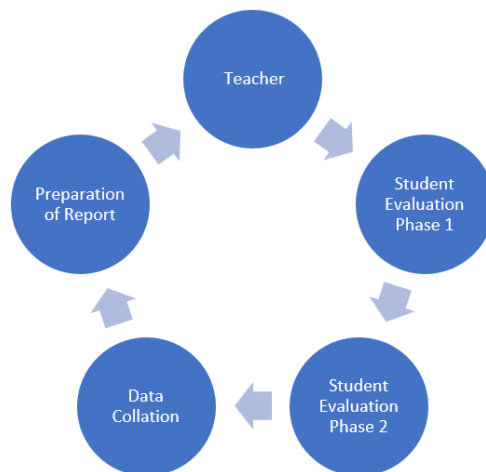 Teacher
Student
Evaluation
Phase 1
Student
Evaluation
Phase 2
Data
Collation
Preparation
of Report